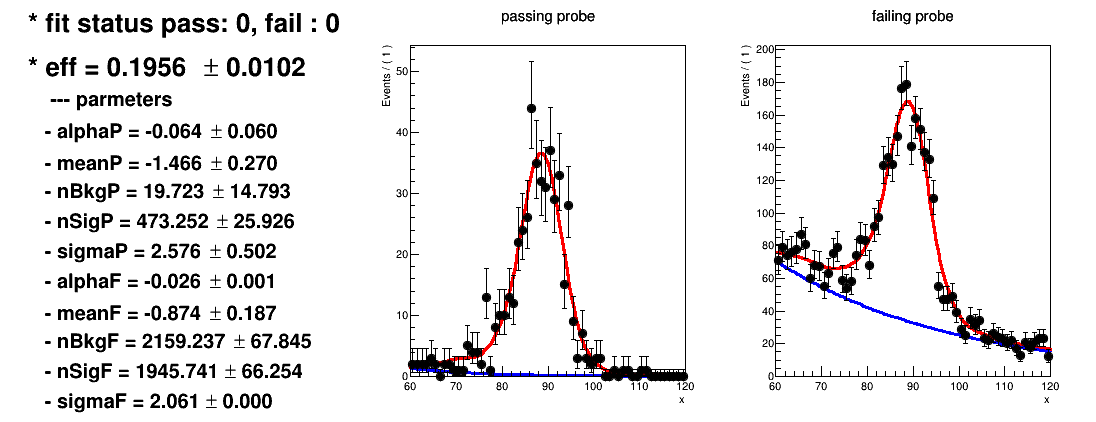 * fit status pass: 0, fail : 0
* eff = 0.1956 ± 0.0102
--- parmeters
- alphaP = -0.064 ± 0.060
- meanP = -1.466 ± 0.270
- nBkgP = 19.723 ± 14.793
- nSigP = 473.252 ± 25.926
- sigmaP = 2.576 ± 0.502
- alphaF = -0.026 ± 0.001
- meanF = -0.874 ± 0.187
- nBkgF = 2159.237 ± 67.845
- nSigF = 1945.741 ± 66.254
- sigmaF = 2.061 ± 0.000
passing probe
Events / ( 1 )
50
40
30
20
10
0
60 70 80 90 100 110 120
x
failing probe
Events / ( 1 )
200
180
160
140
120
100
80
60
40
20
0
60 70 80 90 100 110 120
x